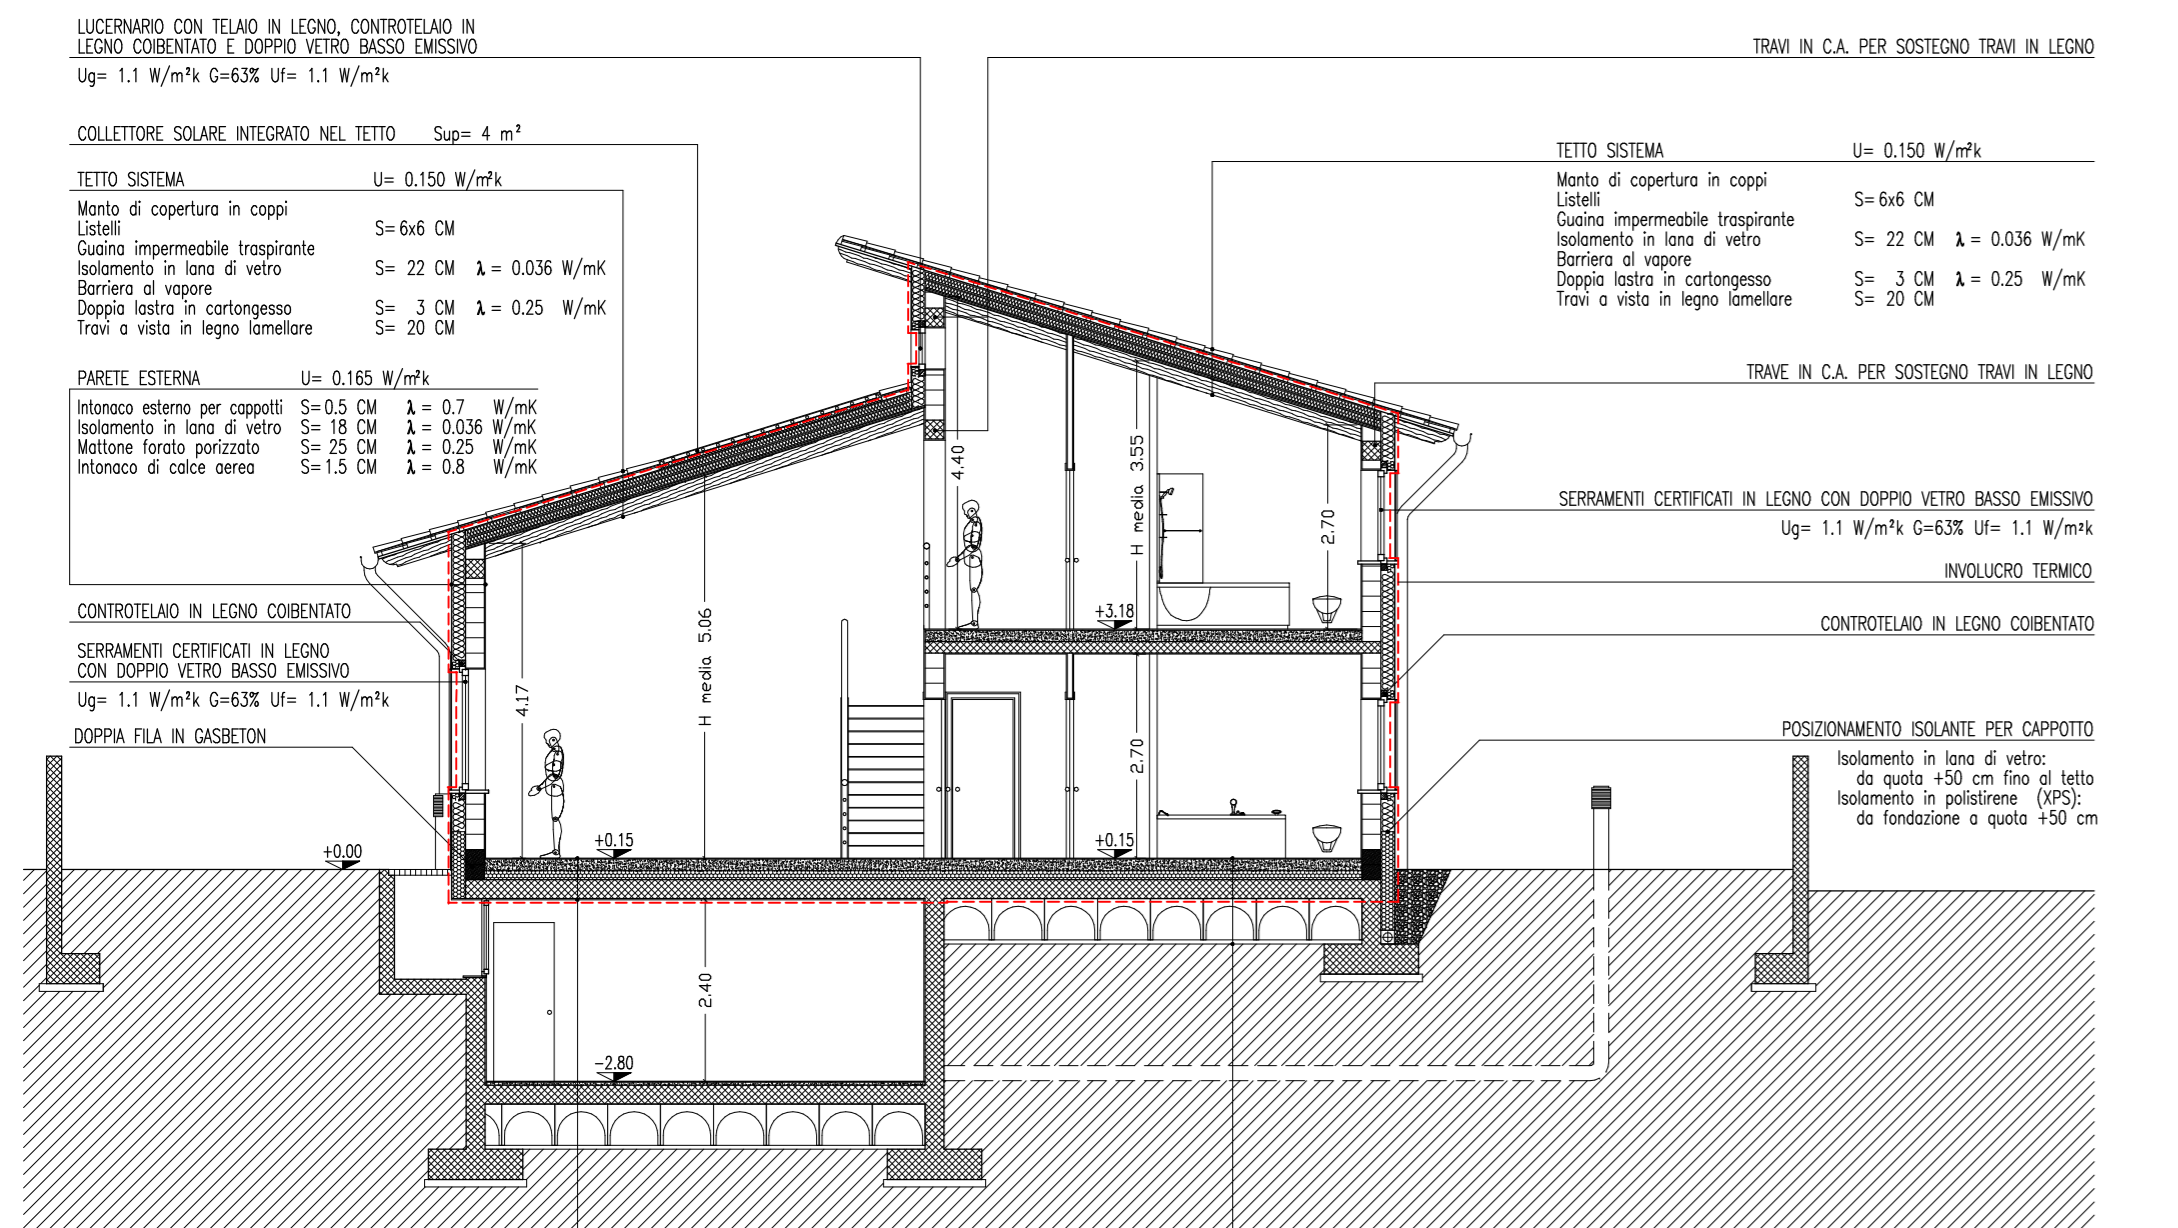 LUCERNARIO CON TELAIO IN LEGNO, CONTROTELAIO IN
LEGNO COIBENTATO E DOPPIO VETRO BASSO EMISSIVO
Ug= 1.1 W/m²k G=63% Uf= 1.1 W/m²k
COLLETTORE SOLARE INTEGRATO NEL TETTO Sup= 4 m²
TETTO SISTEMA U= 0.150 W/m²k
Manto di copertura in coppi
Listelli S= 6x6 CM
Guaina impermeabile traspirante
Isolamento in lana di vetro S= 22 CM λ = 0.036 W/mK
Barriera al vapore
Doppia lastra in cartongesso S= 3 CM λ = 0.25 W/mK
Travi a vista in legno lamellare S= 20 CM
PARETE ESTERNA U= 0.165 W/m²k
Intonaco esterno per cappotti S= 0.5 CM λ = 0.7 W/mK
Isolamento in lana di vetro S= 18 CM λ = 0.036 W/mK
Mattone forato porizzato S= 25 CM λ = 0.25 W/mK
Intonaco di calce aerea S= 1.5 CM λ = 0.8 W/mK
CONTROTELAIO IN LEGNO COIBENTATO
SERRAMENTI CERTIFICATI IN LEGNO
CON DOPPIO VETRO BASSO EMISSIVO
Ug= 1.1 W/m²k G=63% Uf= 1.1 W/m²k
DOPPIA FILA IN GASBETON
+0.00
4.17
H media 5.06
+0.15
2.40
-2.80
4.40
H media 3.55
2.70
+3.18
2.70
+0.15
TRAVI IN C.A. PER SOSTEGNO TRAVI IN LEGNO
TETTO SISTEMA U= 0.150 W/m²k
Manto di copertura in coppi
Listelli S= 6x6 CM
Guaina impermeabile traspirante
Isolamento in lana di vetro S= 22 CM λ = 0.036 W/mK
Barriera al vapore
Doppia lastra in cartongesso S= 3 CM λ = 0.25 W/mK
Travi a vista in legno lamellare S= 20 CM
TRAVE IN C.A. PER SOSTEGNO TRAVI IN LEGNO
SERRAMENTI CERTIFICATI IN LEGNO CON DOPPIO VETRO BASSO EMISSIVO
Ug= 1.1 W/m²k G=63% Uf= 1.1 W/m²k
INVOLUCRO TERMICO
CONTROTELAIO IN LEGNO COIBENTATO
POSIZIONAMENTO ISOLANTE PER CAPPOTTO
Isolamento in lana di vetro:
da quota +50 cm fino al tetto
Isolamento in polistirene (XPS):
da fondazione a quota +50 cm